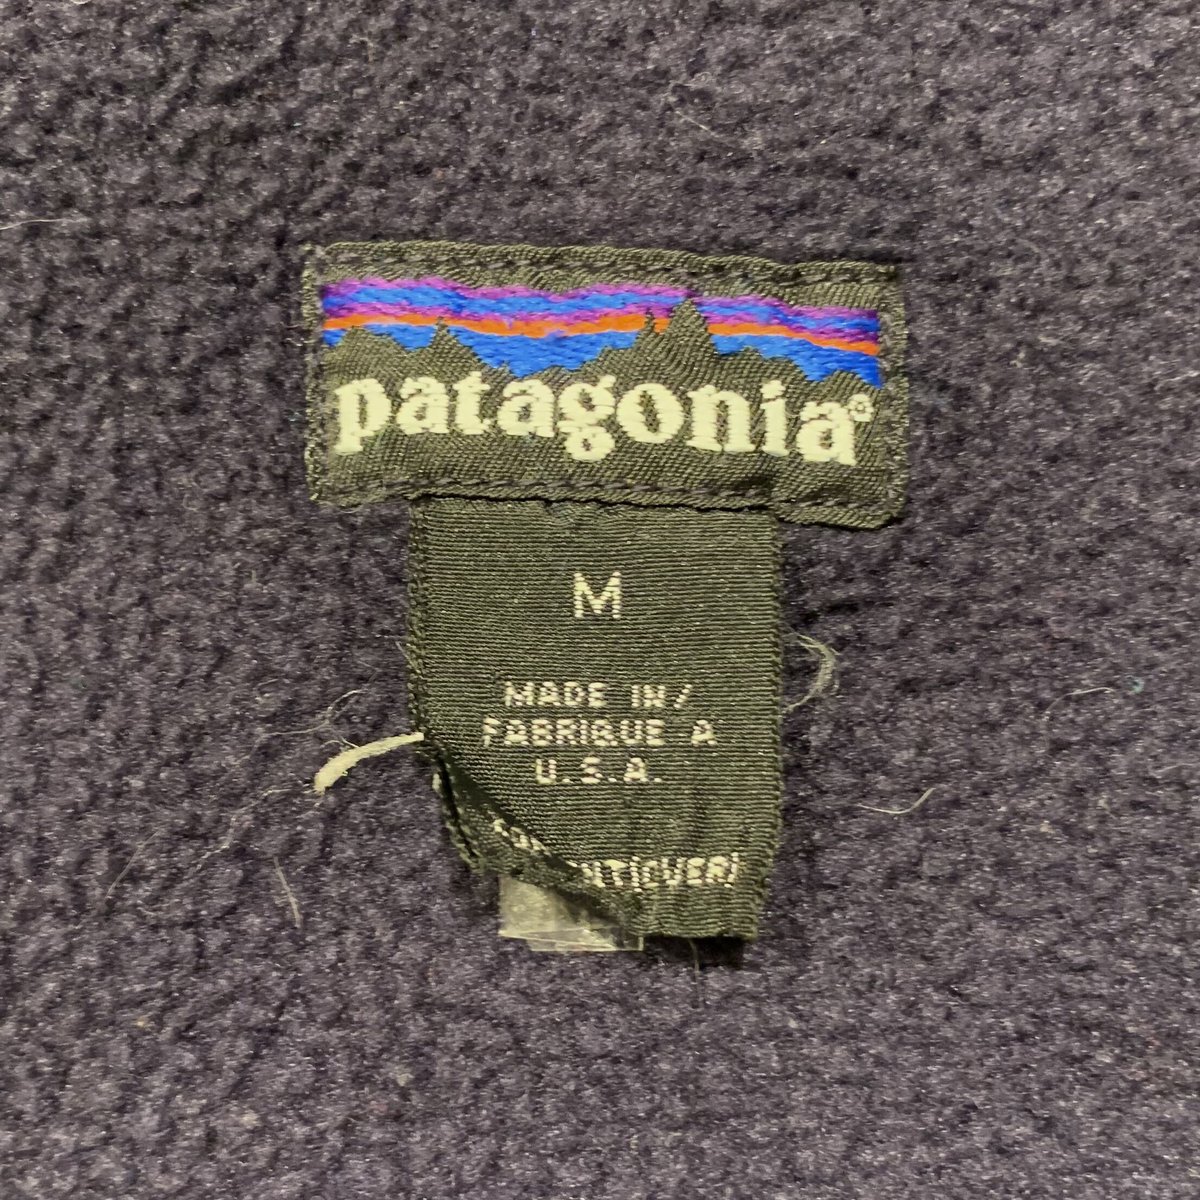 patagonia®
M
MADE IN/
FABRIQUE A
U.S.A.